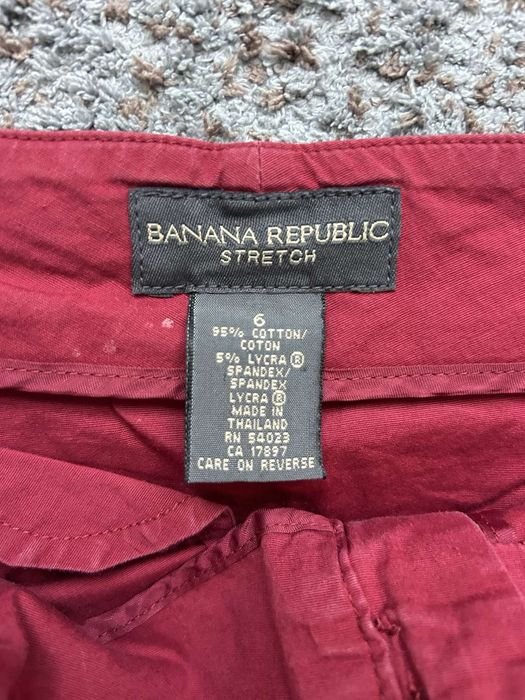 BANANA REPUBLIC
STRETCH
6
95% COTTON/
COTON
5% LYCRA ®
SPANDEX/
SPANDEX
LYCRA ®
MADE IN
THAILAND
RN 54023
CA 17897
CARE ON REVERSE